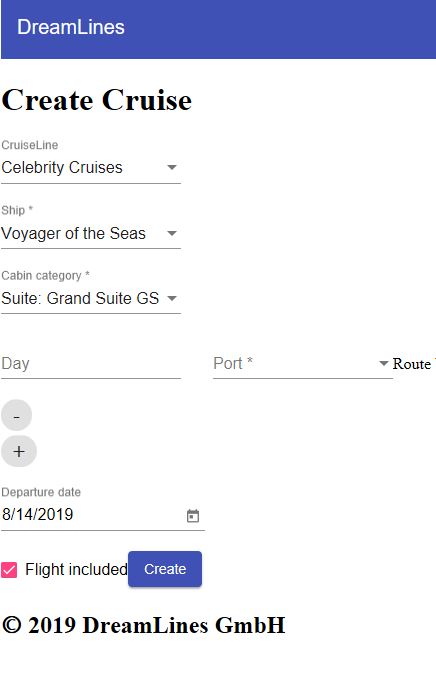 DreamLines
Create Cruise
CruiseLine
Celebrity Cruises
Ship *
Voyager of the Seas
Cabin category *
Suite: Grand Suite GS
Day Port * Route
-
+
Departure date
8/14/2019
Flight included Create
© 2019 DreamLines GmbH